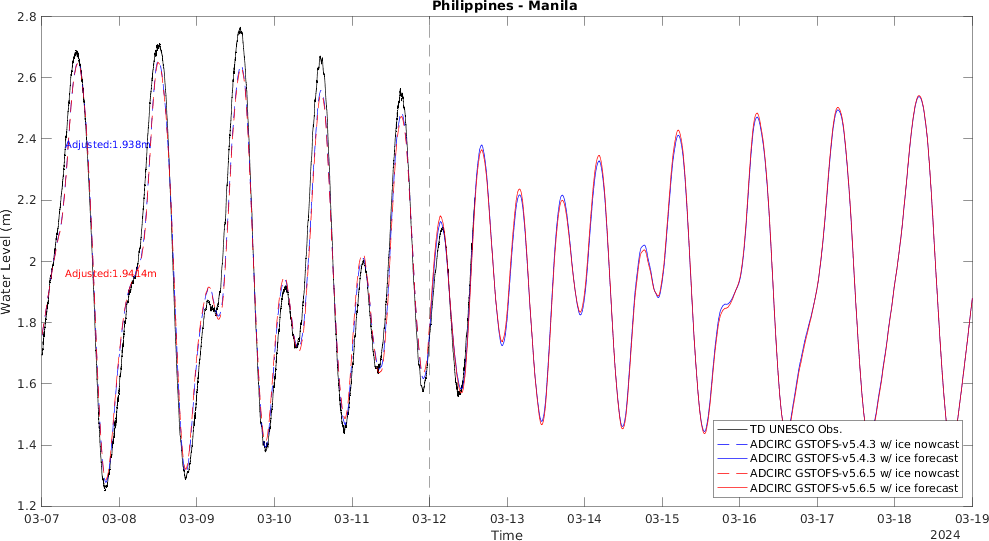 Philippines - Manila
2.8
2.6
2.4
2.2
2
1.8
1.6
1.4
1.2
Water Level (m)
Adjusted:1.938m
Adjusted:1.9414m
TD UNESCO Obs.
ADCIRC GSTOFS-v5.4.3 w/ ice nowcast
ADCIRC GSTOFS-v5.4.3 w/ ice forecast
ADCIRC GSTOFS-v5.6.5 w/ ice nowcast
ADCIRC GSTOFS-v5.6.5 w/ ice forecast
03-07 03-08 03-09 03-10 03-11 03-12 03-13 03-14 03-15 03-16 03-17 03-18 03-19
Time
2024